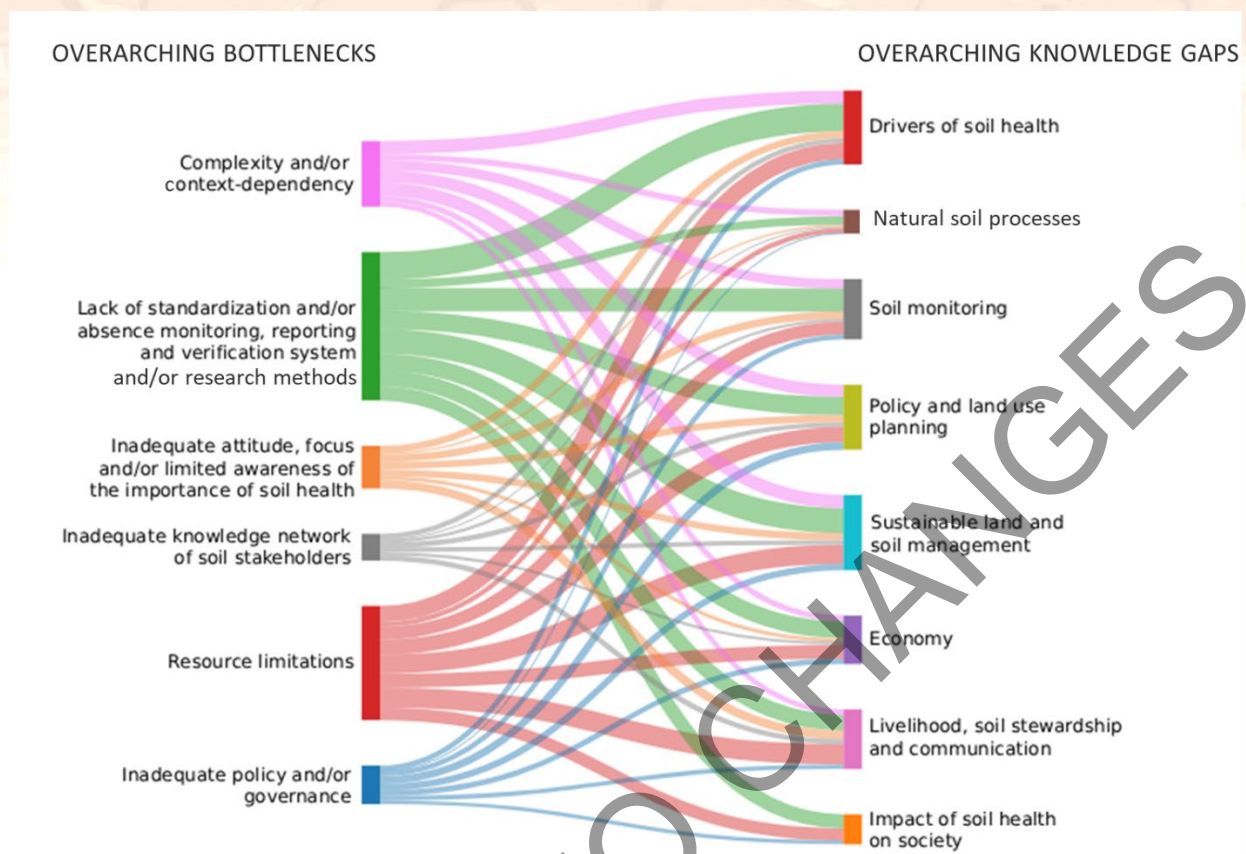 OVERARCHING BOTTLENECKS
OVERARCHING KNOWLEDGE GAPS
Complexity and/or
context-dependency
Lack of standardization and/or
absence monitoring, reporting
and verification system
and/or research methods
Inadequate attitude, focus
and/or limited awareness of
the importance of soil health
Inadequate knowledge network
of soil stakeholders
Resource limitations
Inadequate policy and/or
governance
Drivers of soil health
Natural soil processes
Soil monitoring
Policy and land use
planning
Sustainable land and
soil management
Economy
Livelihood, soil stewardship
and communication
Impact of soil health
on society
CHANGES